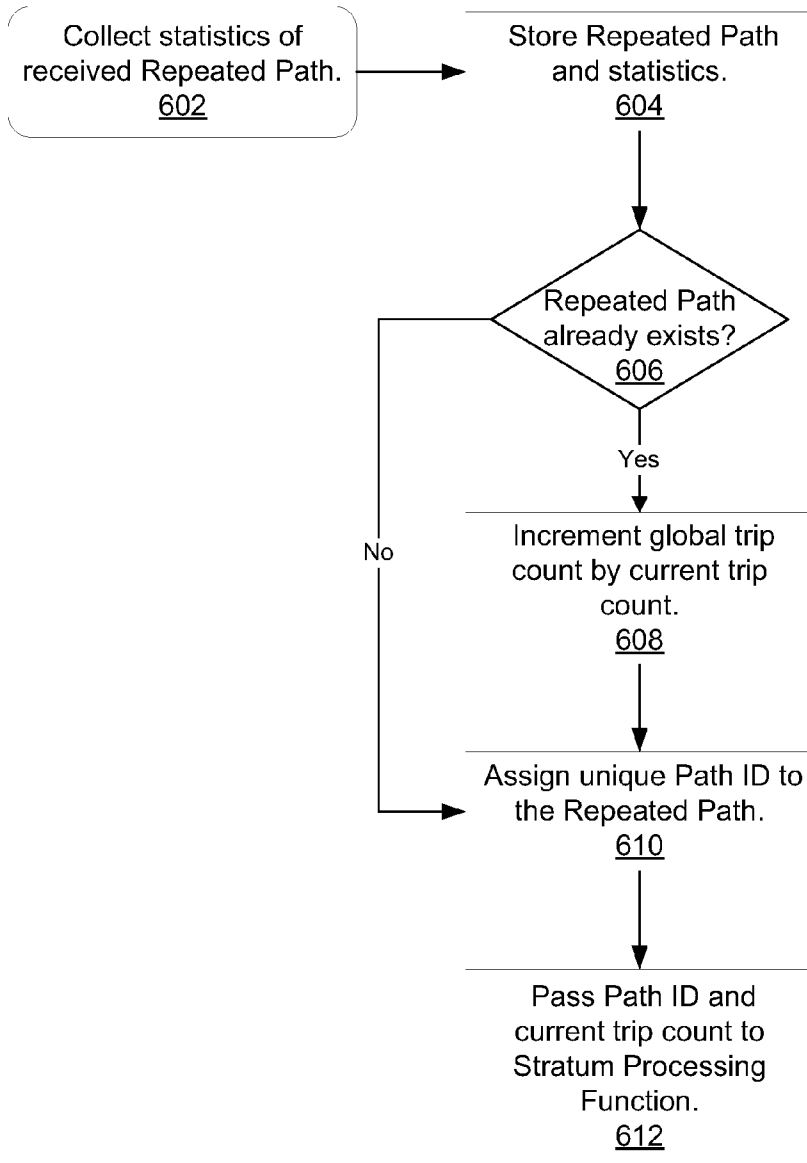 Collect statistics of
received Repeated Path.
602
Store Repeated Path
and statistics.
604
Repeated Path
already exists?
606
Yes
No
Increment global trip
count by current trip
count.
608
Assign unique Path ID to
the Repeated Path.
610
Pass Path ID and
current trip count to
Stratum Processing
Function.
612